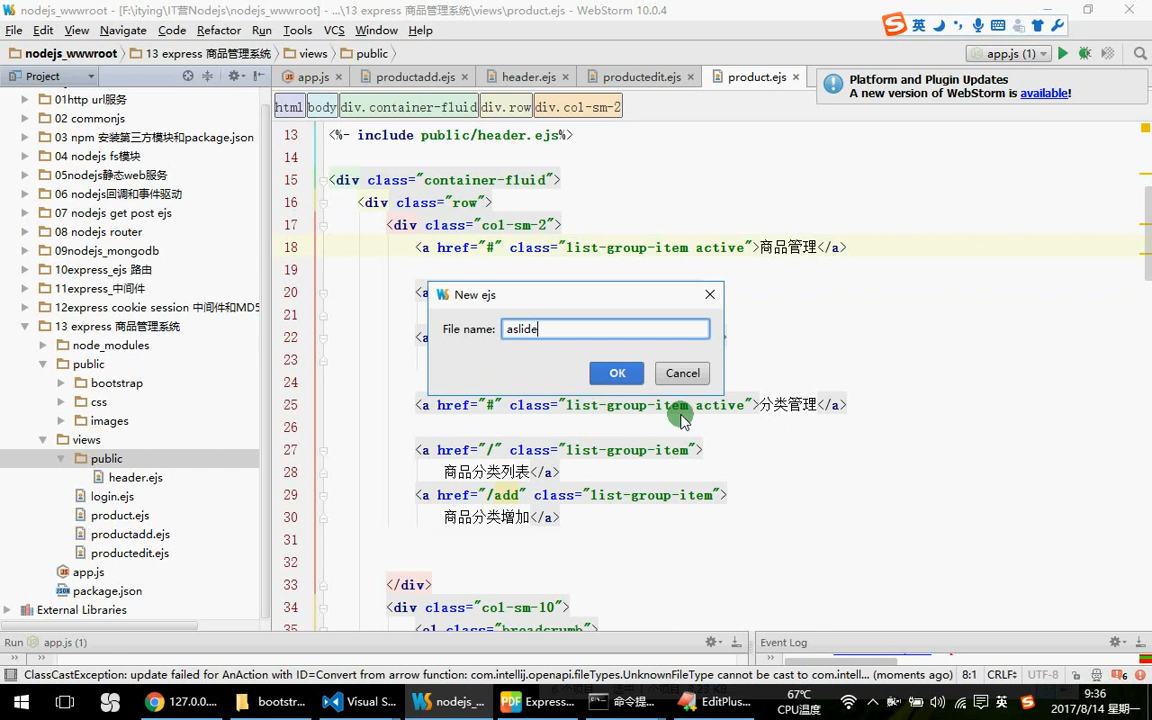 nodejs_wwwroot - [F:\itying\IT营Nodejs\nodejs_wwwroot] - ...\13 express 商品管理系统\views\product.ejs - WebStorm 10.0.4
英
File Edit View Navigate Code Refactor Run Tools VCS Window Help
nodejs_wwwroot 13 express 商品管理系统 views public app.js (1)
Project app.js productadd.ejs header.ejs productedit.ejs product.ejs
Platform and Plugin Updates
A new version of WebStorm is available!
html body div.container-fluid div.row div.col-sm-2
01http url服务
02 commonjs
03 npm 安装第三方模块和package.json
04 nodejs fs模块
05nodejs静态web服务
06 nodejs回调和事件驱动
07 nodejs get post ejs
08 nodejs router
09nodejs_mongodb
10express_ejs 路由
11express_中间件
12express cookie session 中间件和MD5
13 express 商品管理系统
node_modules
public
bootstrap
css
images
views
public
header.ejs
login.ejs
product.ejs
productadd.ejs
productedit.ejs
app.js
package.json
External Libraries
13 <%- include public/header.ejs%>
14
15 <div class="container-fluid">
16 <div class="row">
17 <div class="col-sm-2">
18 <a href="#" class="list-group-item active">商品管理</a>
19
20 <a
21
22 <a
23
24
25 <a href="#" class="list-group-item active">分类管理</a>
26
27 <a href="/" class="list-group-item">
28 商品分类列表</a>
29 <a href="/add" class="list-group-item">
30 商品分类增加</a>
31
32
33 </div>
34 <div class="col-sm-10">
35 <ol class="breadcrumb">
New ejs
File name: aslide
OK Cancel
Run app.js (1) Event Log
ClassCastException: update failed for AnAction with ID=Convert from arrow function: com.intellij.openapi.fileTypes.UnknownFileType cannot be cast to com.intell... (moments ago) 8:1 CRLF UTF-8
127.0.0... bootstr... Visual S... nodejs_... Express... 命令提... EditPlus...
67℃
CPU温度
英
9:36
2017/8/14 星期一